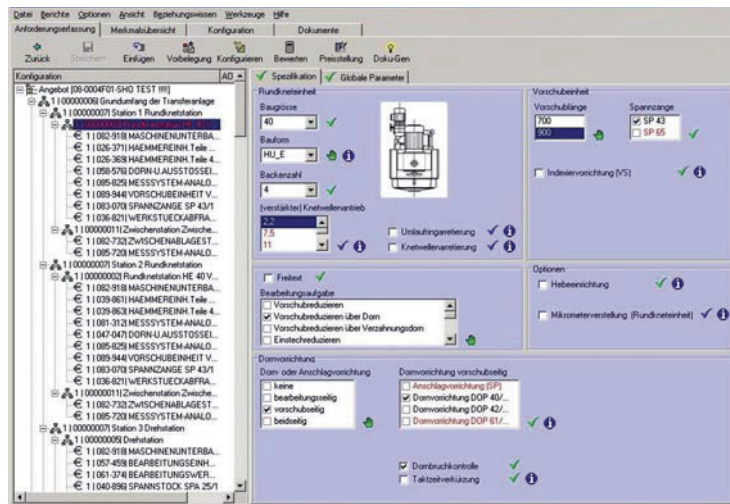 Datei Berichte Optionen Ansicht Beziehungswissen Werkzeuge Hilfe
Anforderungserfassung Merkmalsübersicht Konfiguration Dokumente
Zurück Speichern Einfügen Vorbelegung Konfigurieren Bewerten Preisstellung Doku-Gen
Konfiguration A0
Angebot [08-0004F01-SHO TEST !!!!]
1 | (00000006) Grundumfang der Transferanlage
1 | (00000007) Station 1 Rundknetstation
1 | 082-918| MASCHINENUNTERBA...
1 | 026-371| HAEMMEREINH.Teile ...
1 | 026-369| HAEMMEREINH.Teile 4...
1 | 058-576| DORN-U.AUSSTOSSEI...
1 | 085-825| MESSSYSTEM-ANALO...
1 | 089-944| VORSCHUBEINHEIT V...
1 | 083-070| SPANNZANGE SP 43/1
1 | 036-821| WERKSTUECKABFRA...
1 | (00000011) Zwischenstation Zwische...
1 | 082-732| ZWISCHENABLAGEST...
1 | 085-720| MESSSYSTEM-ANALO...
1 | (00000007) Station 2 Rundknetstation
1 | (00000002) Rundknetstation HE 40 V...
1 | 082-918| MASCHINENUNTERBA...
1 | 039-861| HAEMMEREINH.Teile ...
1 | 039-863| HAEMMEREINH.Teile 4...
1 | 081-312| MESSSYSTEM-ANALO...
1 | 047-047| DORN-U.AUSSTOSSEI...
1 | 085-825| MESSSYSTEM-ANALO...
1 | 089-944| VORSCHUBEINHEIT V...
1 | 083-070| SPANNZANGE SP 43/1
1 | 036-821| WERKSTUECKABFRA...
1 | (00000011) Zwischenstation Zwische...
1 | 082-732| ZWISCHENABLAGEST...
1 | 085-720| MESSSYSTEM-ANALO...
1 | (00000007) Station 3 Drehstation
1 | (00000005) Drehstation
1 | 082-918| MASCHINENUNTERBA...
1 | 057-459| BEARBEITUNGSEINH...
1 | 061-374| BEARBEITUNGSWER...
1 | 040-896| SPANNSTOCK SPA 25/1
Spezifikation Globale Parameter
Rundkneteinheit
Baugrösse
40
Bauform
HU_E
Backenzahl
4
(verstärkter) Knetwellenantrieb
2,2
7,5
11
Umlaufringarretierung
Knetwellenarretierung
Vorschubeinheit
Vorschublänge Spannzange
700 SP 43
900 SP 65
Indexiervorrichtung (VS)
Freitext
Bearbeitungsaufgabe
Vorschubreduzieren
Vorschubreduzieren über Dorn
Vorschubreduzieren über Verzahnungsdorn
Einstechreduzieren
Optionen
Hebeeinrichtung
Mikrometerverstellung (Rundkneteinheit)
Dornvorrichtung
Dorn- oder Anschlagvorrichtung Dornvorrichtung vorschubseitig
keine Anschlagvorrichtung (SP)
bearbeitungsseitig Dornvorrichtung DOP 40/...
vorschubseitig Dornvorrichtung DOP 42/...
beidseitig Dornvorrichtung DOP 61/...
Dornbruchkontrolle
Taktzeitverkürzung